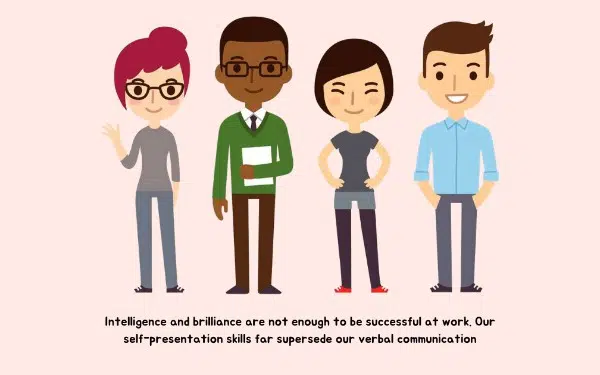 Intelligence and brilliance are not enough to be successful at work. Our
self-presentation skills far supersede our verbal communication